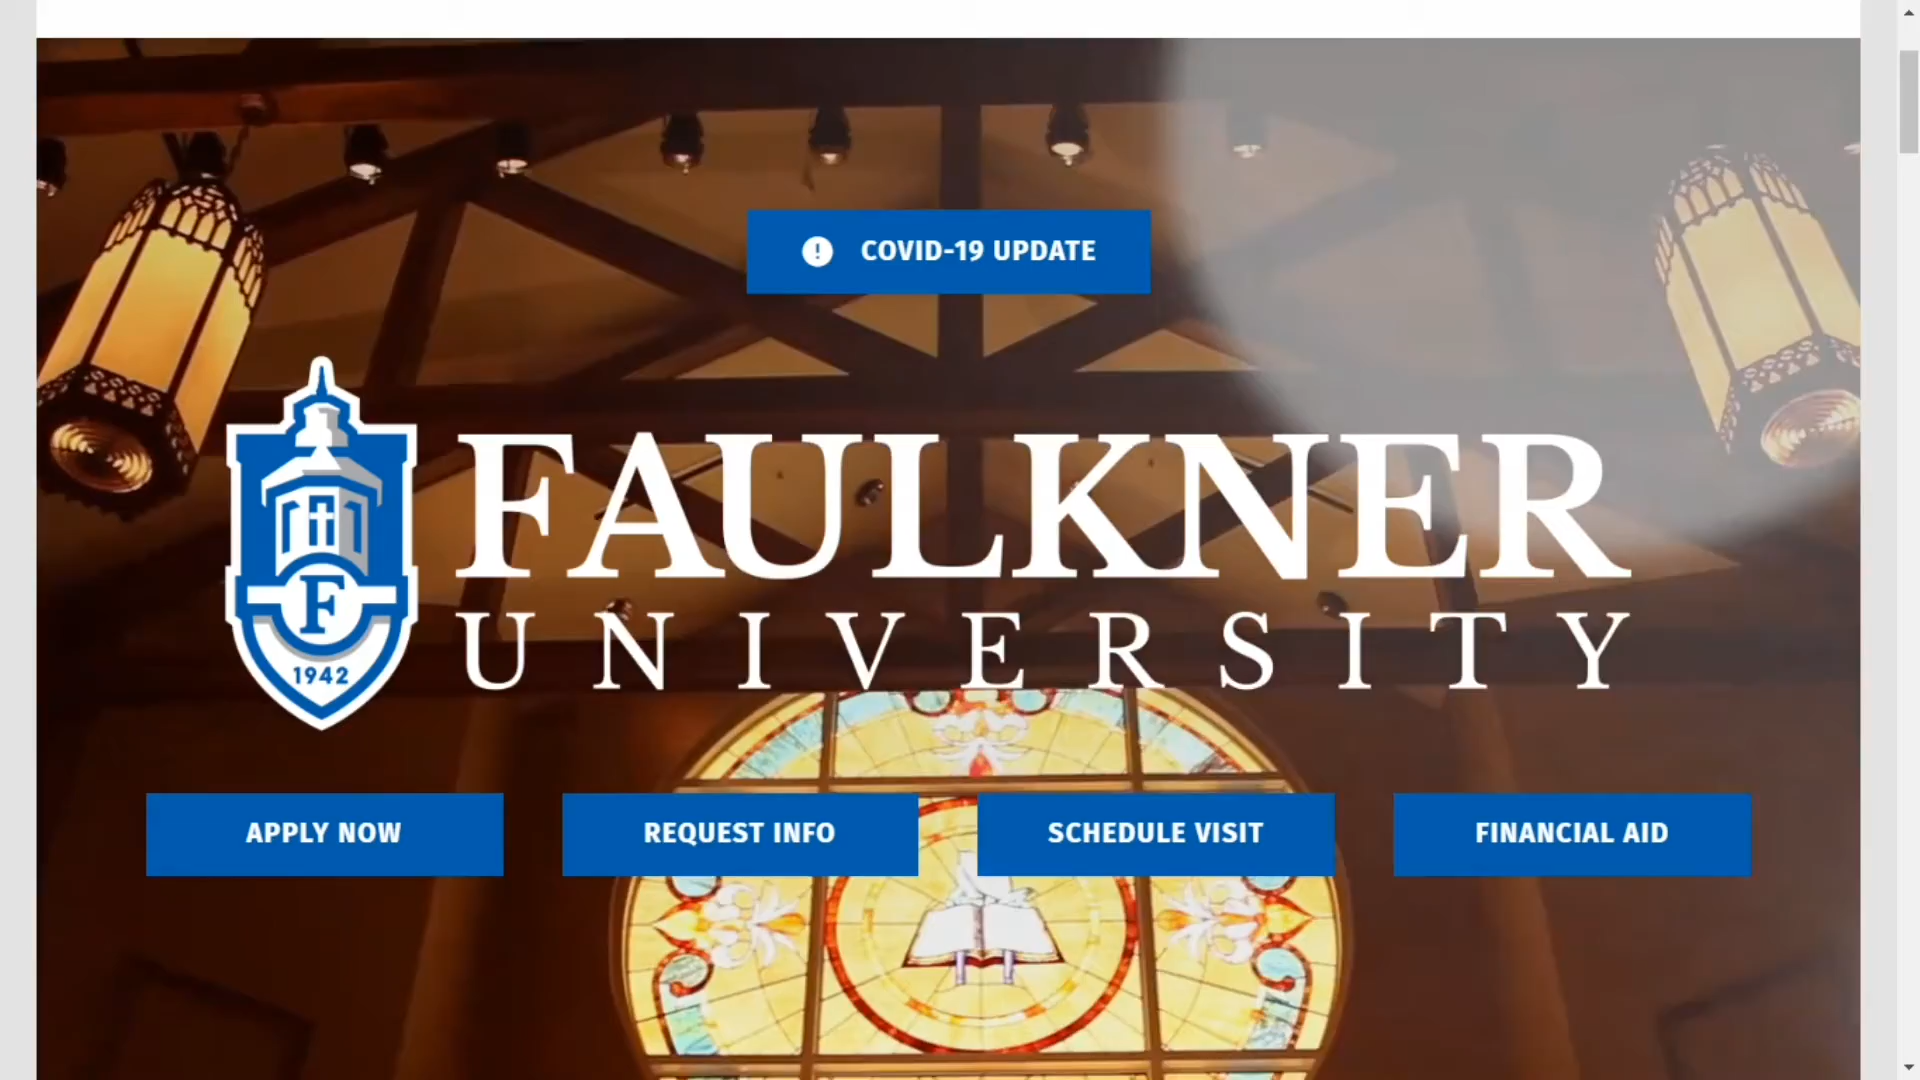 COVID-19 UPDATE
FAULKNER
UNIVERSITY
F
1942
APPLY NOW
REQUEST INFO
SCHEDULE VISIT
FINANCIAL AID